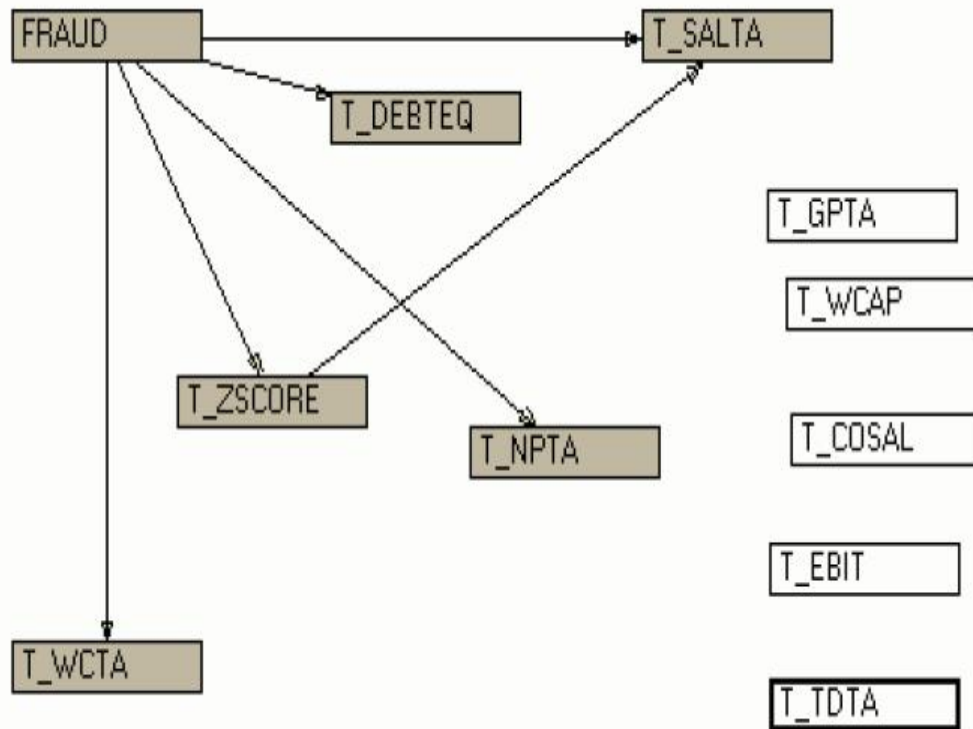 FRAUD
T_SALTA
T_DEBTEQ
T_GPTA
T_WCAP
T_ZSCORE
T_NPTA
T_COSAL
T_EBIT
T_WCTA
T_TDTA